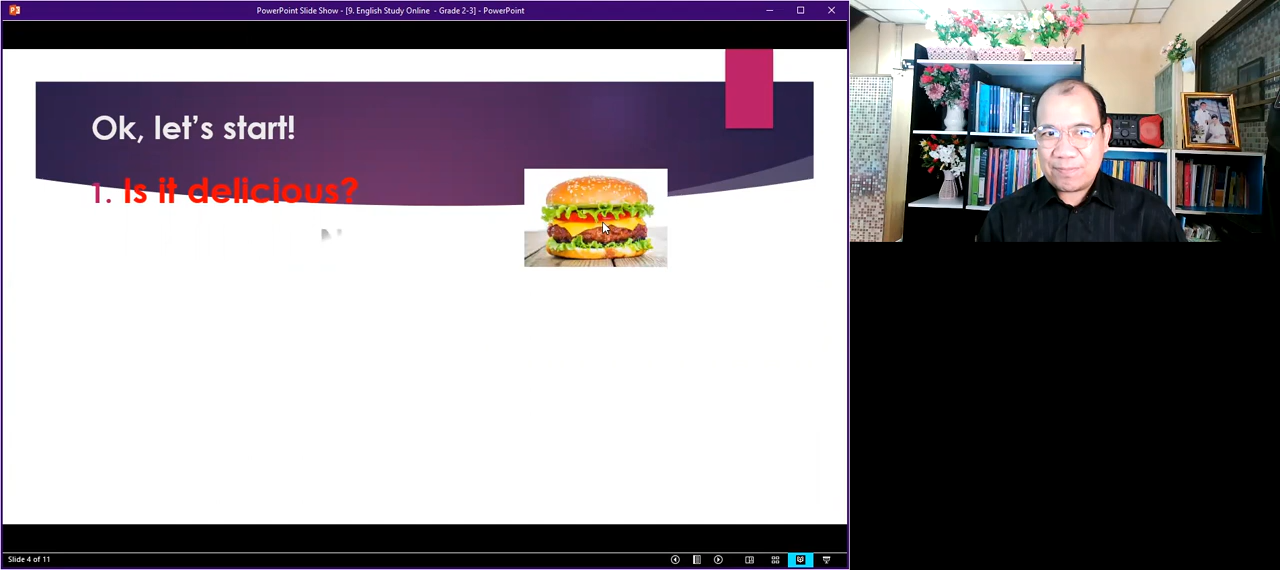 PowerPoint Slide Show - [9. English Study Online - Grade 2-3] - PowerPoint
Ok, let's start!
1. Is it delicious?
Slide 4 of 11